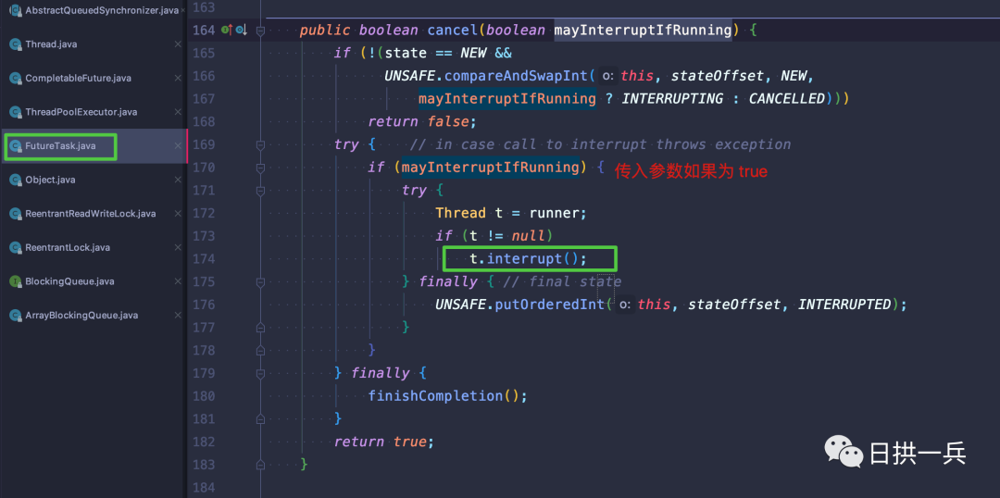 AbstractQueuedSynchronizer.java
Thread.java
CompletableFuture.java
ThreadPoolExecutor.java
FutureTask.java
Object.java
ReentrantReadWriteLock.java
ReentrantLock.java
BlockingQueue.java
ArrayBlockingQueue.java
163
164 public boolean cancel(boolean mayInterruptIfRunning) {
165 if (!(state == NEW &&
166 UNSAFE.compareAndSwapInt( o: this, stateOffset, NEW,
167 mayInterruptIfRunning ? INTERRUPTING : CANCELLED)))
168 return false;
169 try { // in case call to interrupt throws exception
170 if (mayInterruptIfRunning) { 传入参数如果为 true
171 try {
172 Thread t = runner;
173 if (t != null)
174 t.interrupt();
175 } finally { // final state
176 UNSAFE.putOrderedInt( o: this, stateOffset, INTERRUPTED);
177 }
178 }
179 } finally {
180 finishCompletion();
181 }
182 return true;
183 }
184
日拱一兵